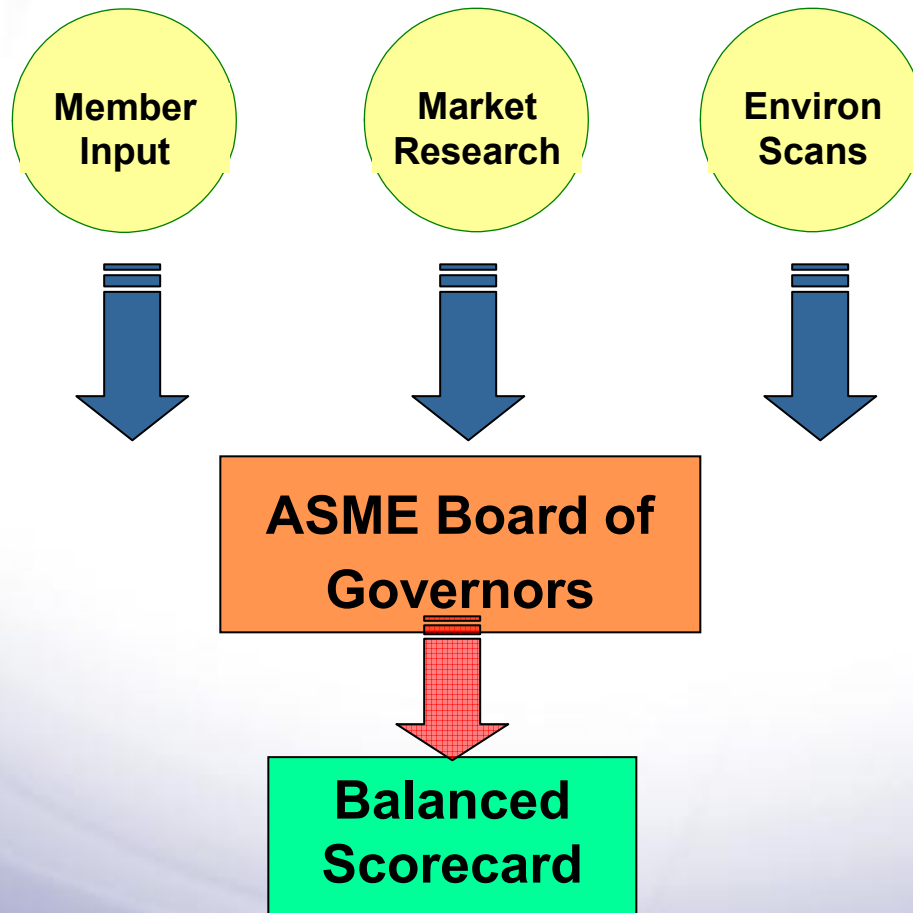 Member
Input
Market
Research
Environ
Scans
ASME Board of
Governors
Balanced
Scorecard